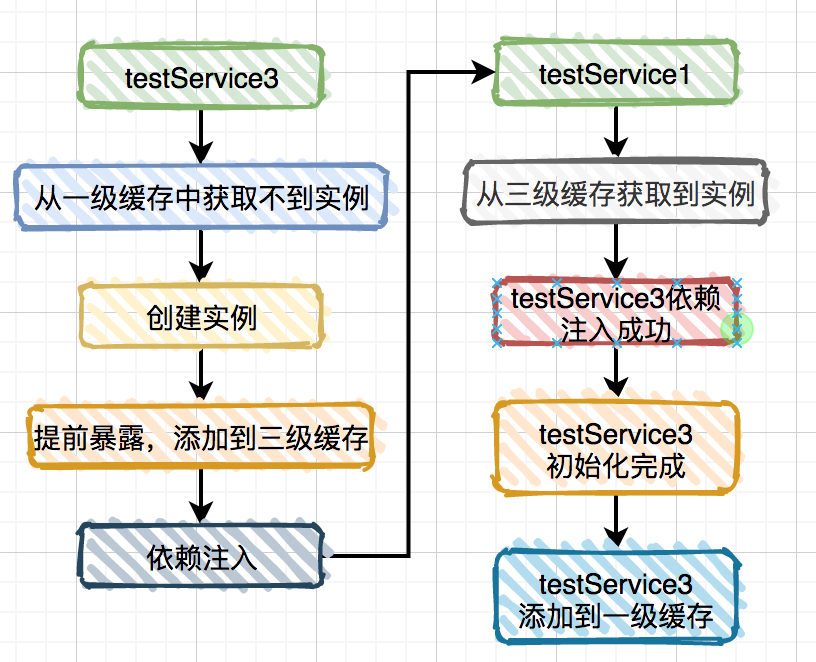 testService3
从一级缓存中获取不到实例
创建实例
提前暴露，添加到三级缓存
依赖注入
testService1
从三级缓存获取到实例
testService3依赖
注入成功
testService3
初始化完成
testService3
添加到一级缓存